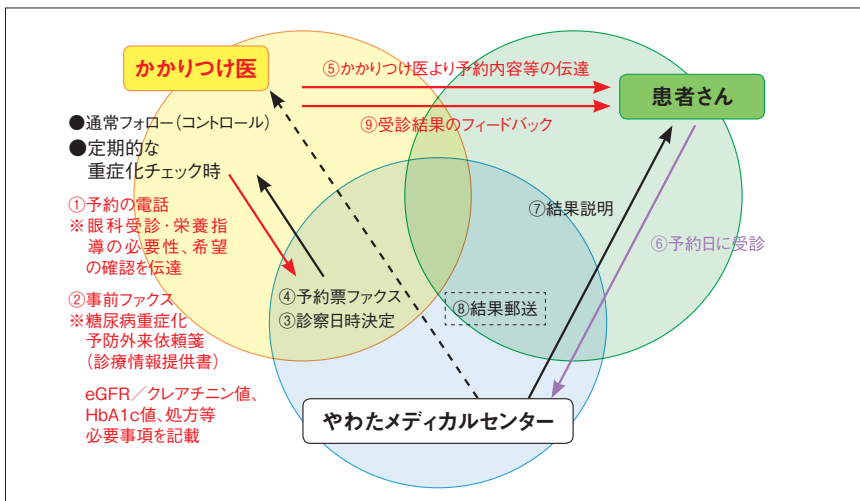 かかりつけ医
⑤かかりつけ医より予約内容等の伝達
患者さん
⑨受診結果のフィードバック
●通常フォロー（コントロール）
●定期的な
重症化チェック時
①予約の電話
※眼科受診・栄養指
導の必要性、希望
の確認を伝達
⑦結果説明
⑥予約日に受診
②事前ファクス
※糖尿病重症化
予防外来依頼箋
（診療情報提供書）
④予約票ファクス
③診察日時決定
⑧結果郵送
eGFR／クレアチニン値、
HbA1c値、処方等
必要事項を記載
やわたメディカルセンター